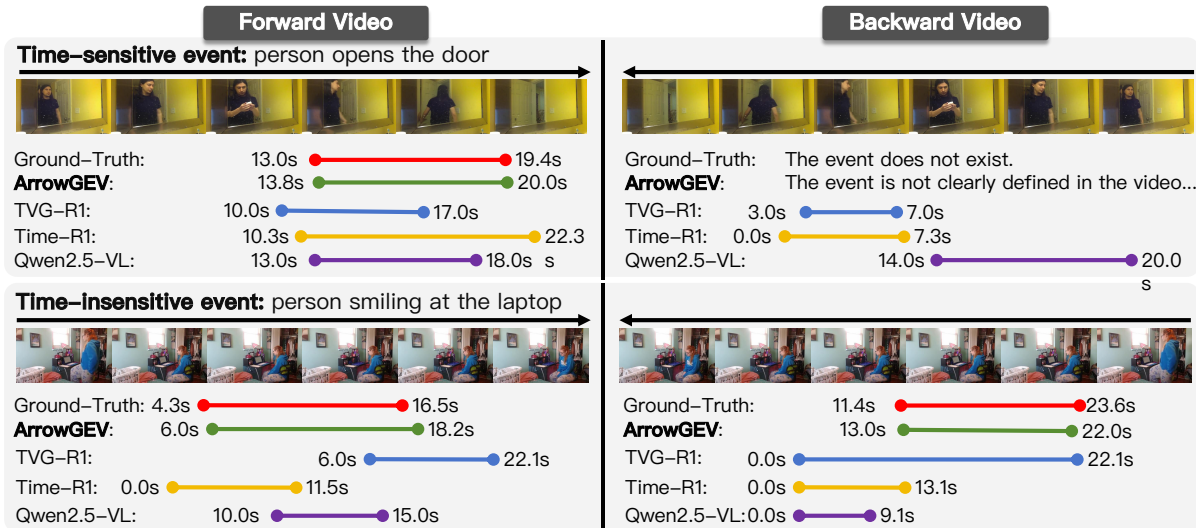 Forward Video
Backward Video
Time-sensitive event: person opens the door
Ground-Truth: 13.0s 19.4s
ArrowGEV: 13.8s 20.0s
TVG-R1: 10.0s 17.0s
Time-R1: 10.3s 22.3
Qwen2.5-VL: 13.0s 18.0s s
Ground-Truth: The event does not exist.
ArrowGEV: The event is not clearly defined in the video...
TVG-R1: 3.0s 7.0s
Time-R1: 0.0s 7.3s
Qwen2.5-VL: 14.0s 20.0
s
Time-insensitive event: person smiling at the laptop
Ground-Truth: 4.3s 16.5s
ArrowGEV: 6.0s 18.2s
TVG-R1: 6.0s 22.1s
Time-R1: 0.0s 11.5s
Qwen2.5-VL: 10.0s 15.0s
Ground-Truth: 11.4s 23.6s
ArrowGEV: 13.0s 22.0s
TVG-R1: 0.0s 22.1s
Time-R1: 0.0s 13.1s
Qwen2.5-VL: 0.0s 9.1s